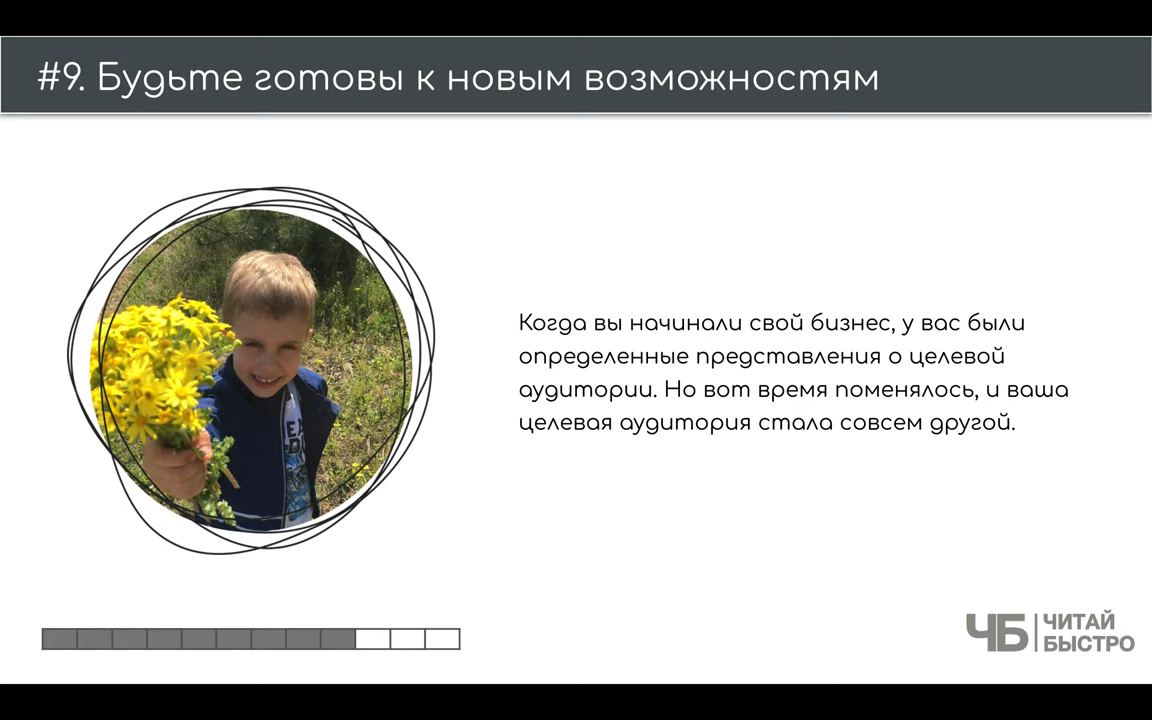 #9. Будьте готовы к новым возможностям
Когда вы начинали свой бизнес, у вас были
определенные представления о целевой
аудитории. Но вот время поменялось, и ваша
целевая аудитория стала совсем другой.
ЧБ
ЧИТАЙ
БЫСТРО